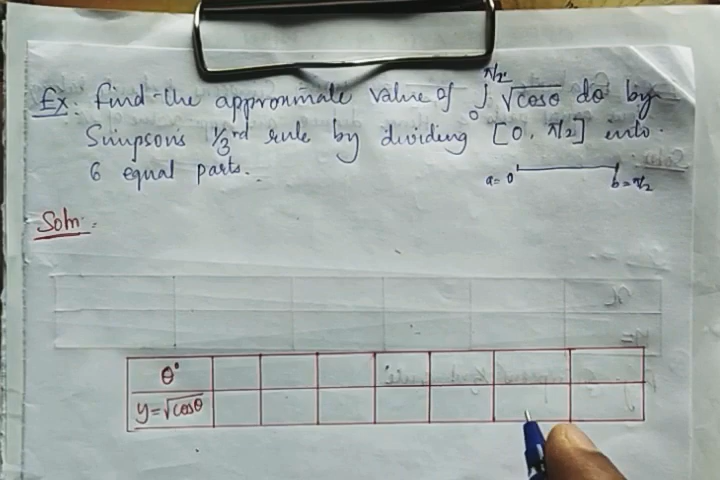 Ex: Find the approximate value of ∫₀^π/2 √cosθ dθ by
Simpson's 1/3rd rule by dividing [0, π/2] into
6 equal parts.
a=0 b=π/2
Soln:
θ°
y=√cosθ